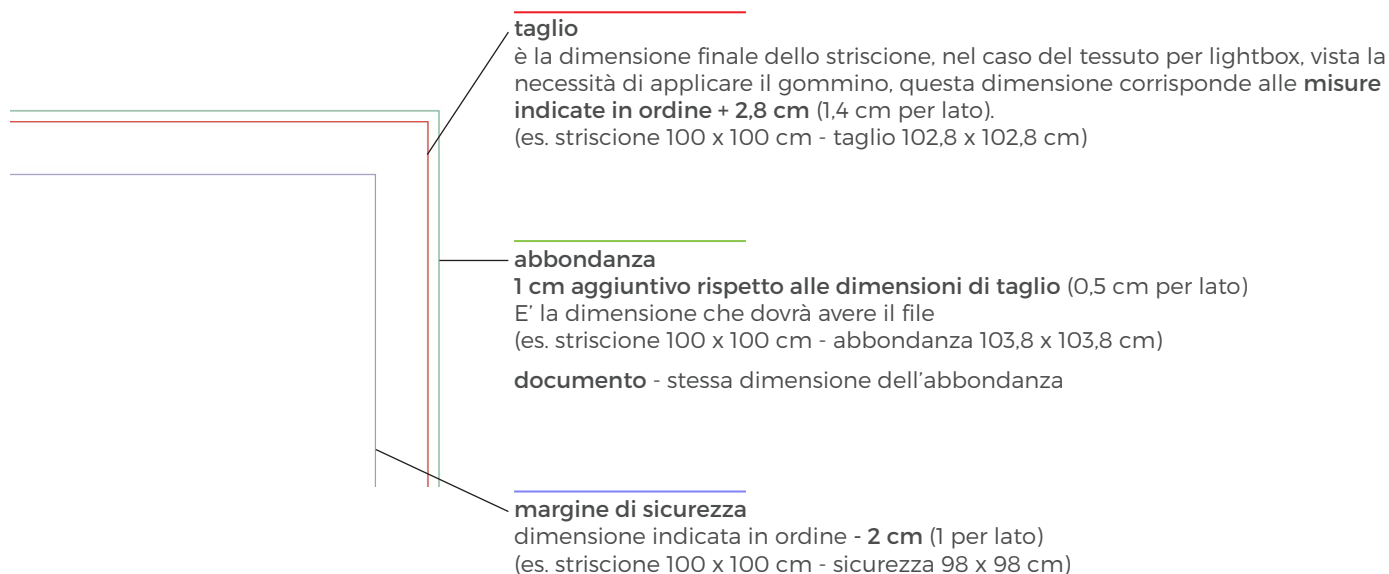 taglio
è la dimensione finale dello striscione, nel caso del tessuto per lightbox, vista la
necessità di applicare il gommino, questa dimensione corrisponde alle misure
indicate in ordine + 2,8 cm (1,4 cm per lato).
(es. striscione 100 x 100 cm - taglio 102,8 x 102,8 cm)
abbondanza
1 cm aggiuntivo rispetto alle dimensioni di taglio (0,5 cm per lato)
E' la dimensione che dovrà avere il file
(es. striscione 100 x 100 cm - abbondanza 103,8 x 103,8 cm)
documento - stessa dimensione dell'abbondanza
margine di sicurezza
dimensione indicata in ordine - 2 cm (1 per lato)
(es. striscione 100 x 100 cm - sicurezza 98 x 98 cm)